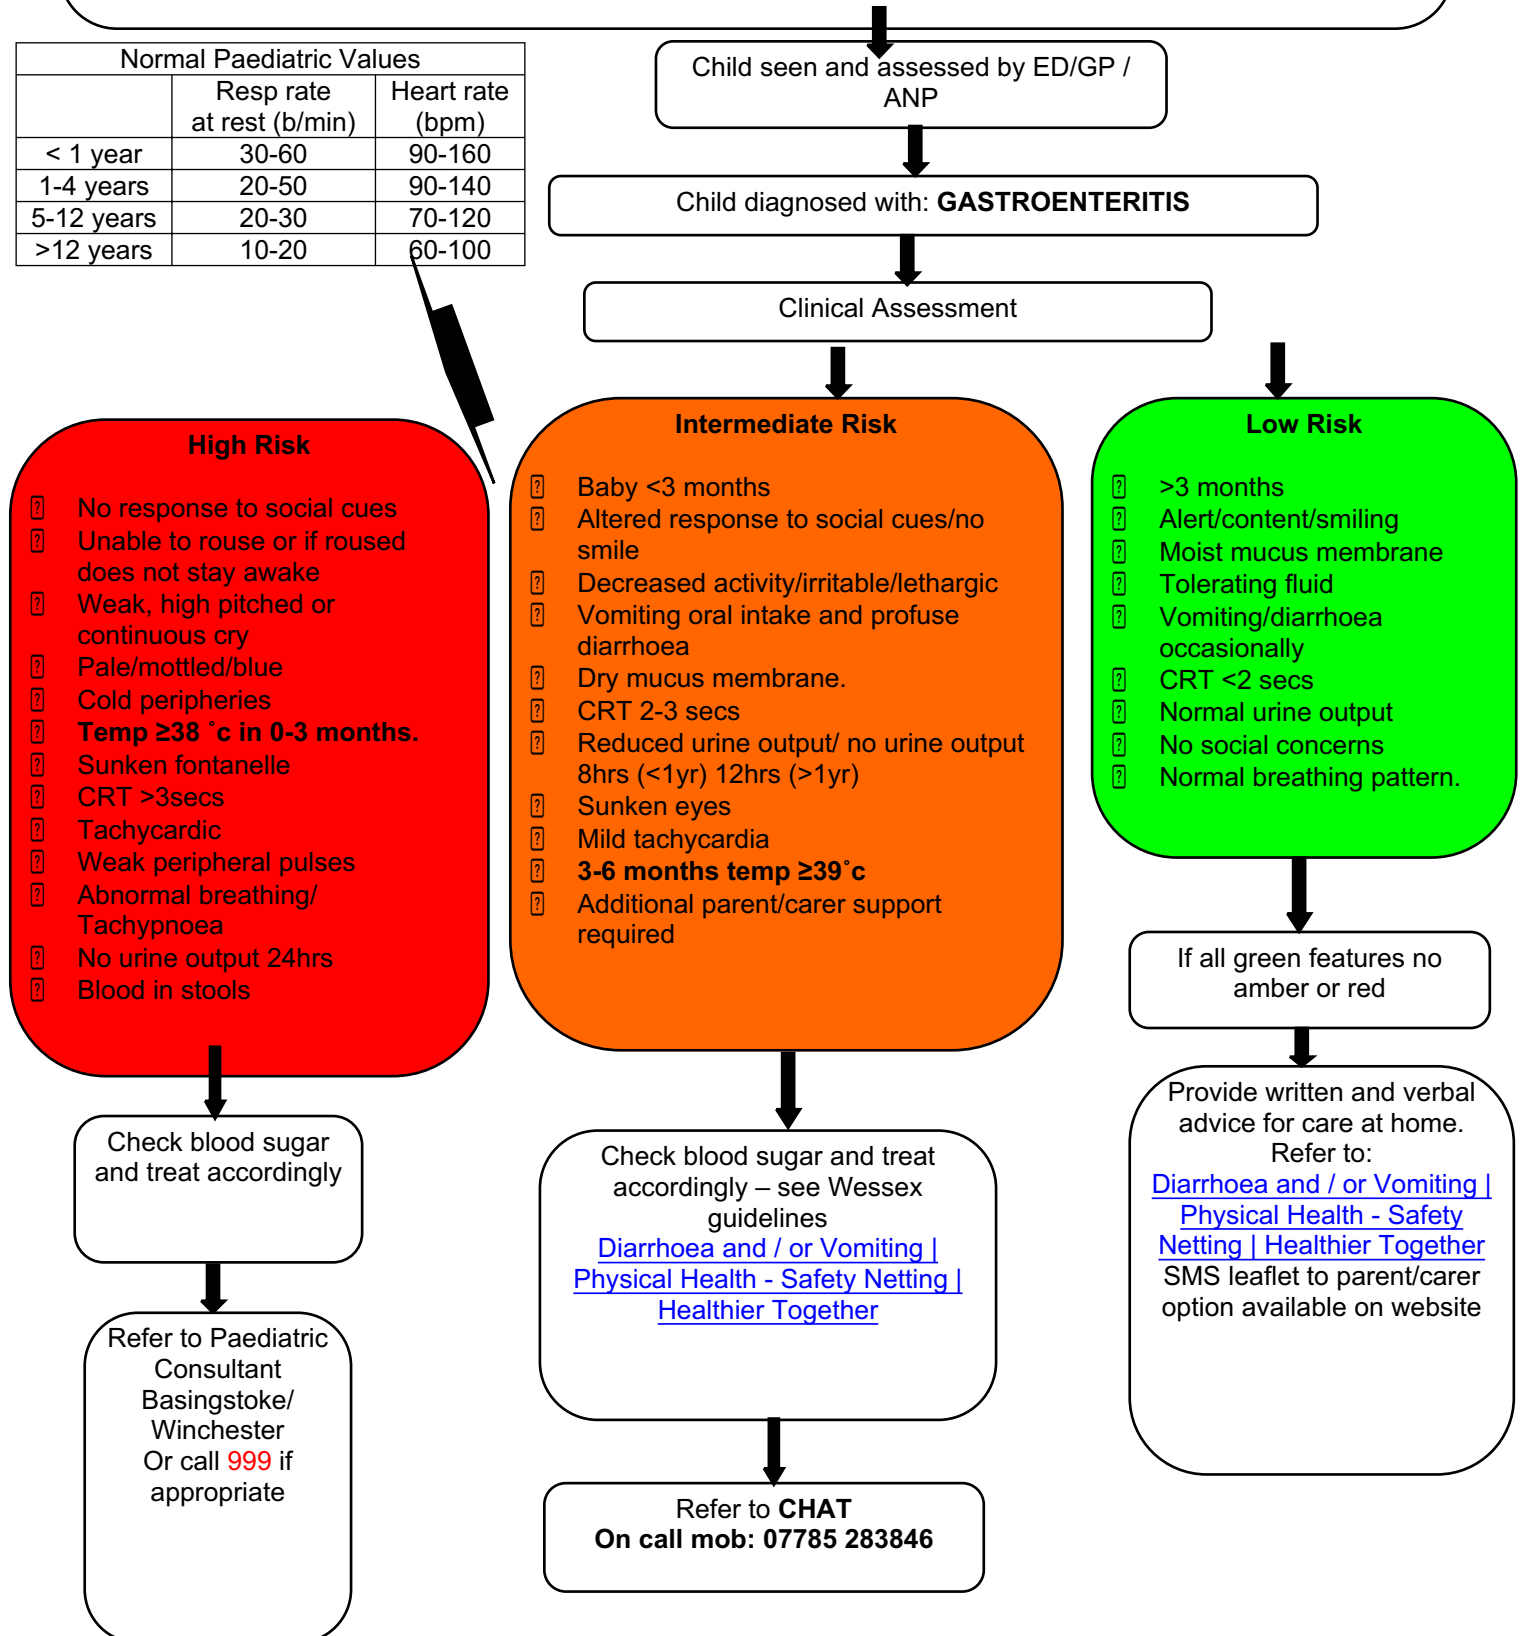 Normal Paediatric Values
Resp rate
at rest (b/min)
Heart rate
(bpm)
< 1 year 30-60 90-160
1-4 years 20-50 90-140
5-12 years 20-30 70-120
>12 years 10-20 60-100
Child seen and assessed by ED/GP /
ANP
Child diagnosed with: GASTROENTERITIS
Clinical Assessment
High Risk
No response to social cues
Unable to rouse or if roused
does not stay awake
Weak, high pitched or
continuous cry
Pale/mottled/blue
Cold peripheries
Temp ≥38 ˚c in 0-3 months.
Sunken fontanelle
CRT >3secs
Tachycardic
Weak peripheral pulses
Abnormal breathing/
Tachypnoea
No urine output 24hrs
Blood in stools
Check blood sugar
and treat accordingly
Refer to Paediatric
Consultant
Basingstoke/
Winchester
Or call 999 if
appropriate
Intermediate Risk
Baby <3 months
Altered response to social cues/no
smile
Decreased activity/irritable/lethargic
Vomiting oral intake and profuse
diarrhoea
Dry mucus membrane.
CRT 2-3 secs
Reduced urine output/ no urine output
8hrs (<1yr) 12hrs (>1yr)
Sunken eyes
Mild tachycardia
3-6 months temp ≥39˚c
Additional parent/carer support
required
Check blood sugar and treat
accordingly – see Wessex
guidelines
Diarrhoea and / or Vomiting |
Physical Health - Safety Netting |
Healthier Together
Refer to CHAT
On call mob: 07785 283846
Low Risk
>3 months
Alert/content/smiling
Moist mucus membrane
Tolerating fluid
Vomiting/diarrhoea
occasionally
CRT <2 secs
Normal urine output
No social concerns
Normal breathing pattern.
If all green features no
amber or red
Provide written and verbal
advice for care at home.
Refer to:
Diarrhoea and / or Vomiting |
Physical Health - Safety
Netting | Healthier Together
SMS leaflet to parent/carer
option available on website